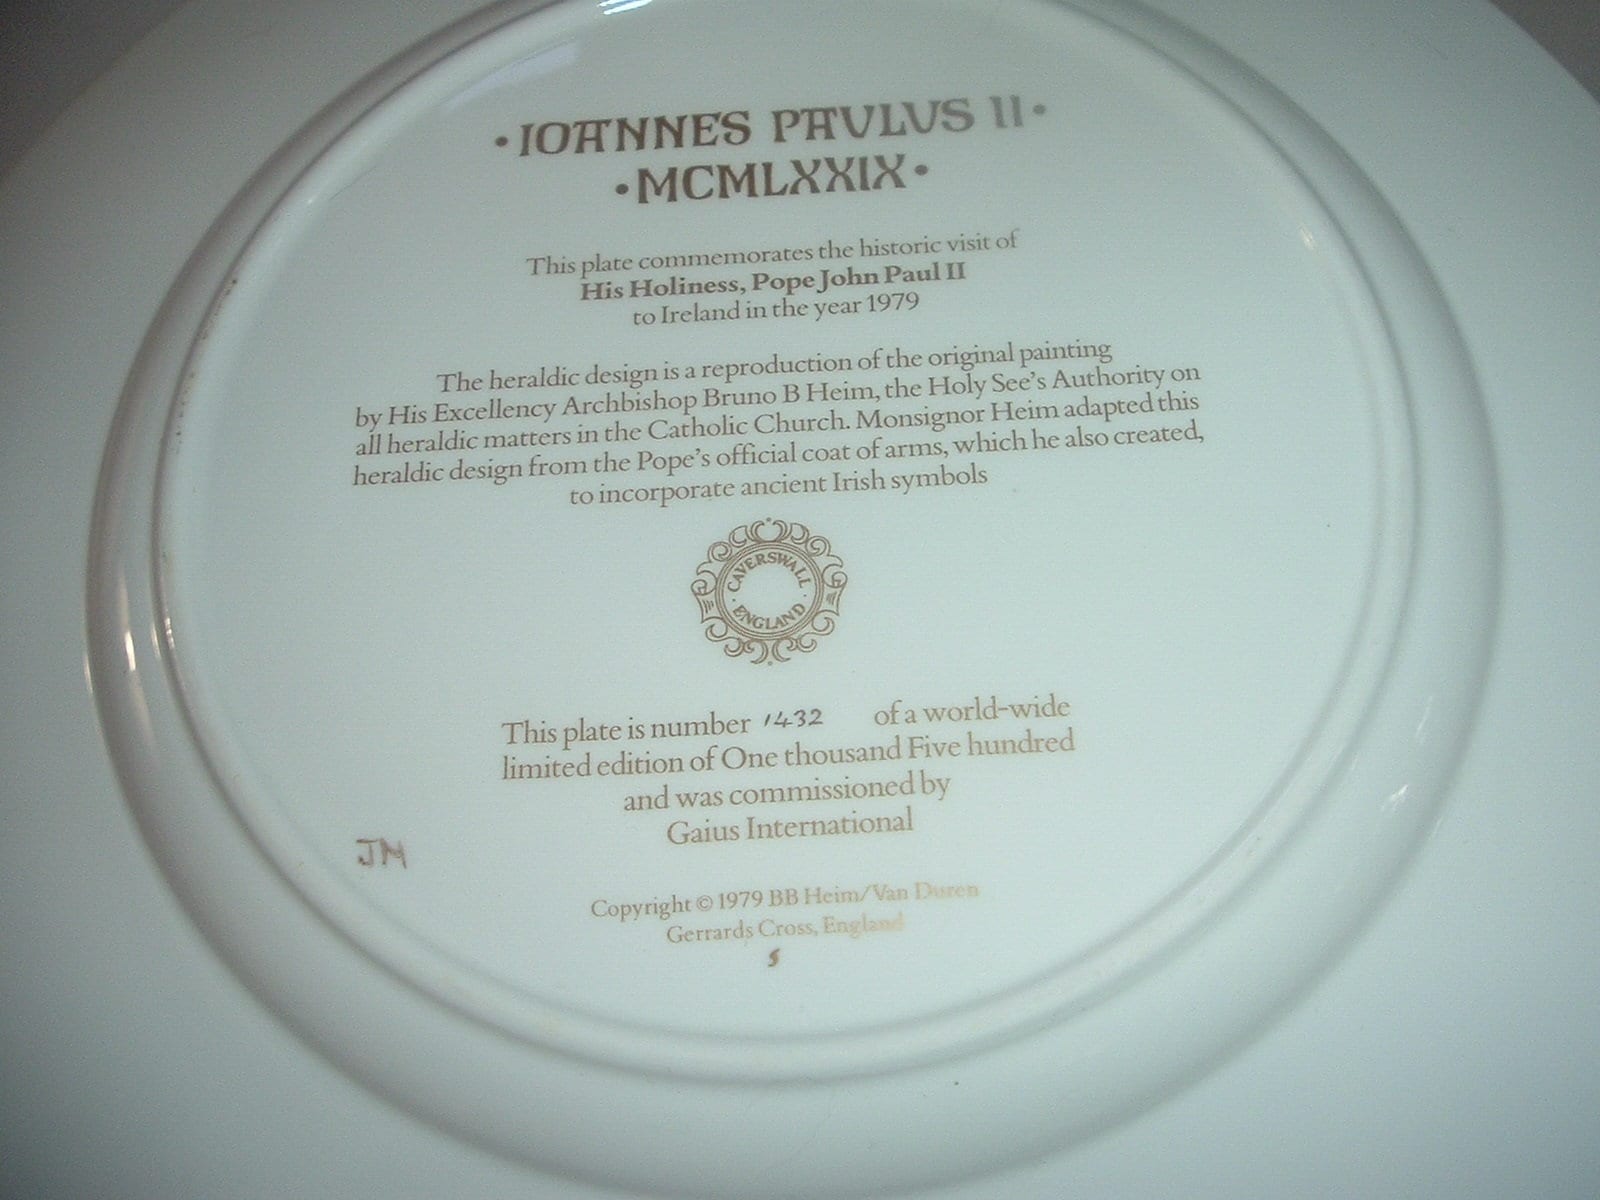 ·IOANNES PAVLVS II·
·MCMLXXIX·
This plate commemorates the historic visit of
His Holiness, Pope John Paul II
to Ireland in the year 1979
The heraldic design is a reproduction of the original painting
by His Excellency Archbishop Bruno B Heim, the Holy See's Authority on
all heraldic matters in the Catholic Church. Monsignor Heim adapted this
heraldic design from the Pope's official coat of arms, which he also created,
to incorporate ancient Irish symbols
CAVERSWALL
· ENGLAND ·
This plate is number 1432 of a world-wide
limited edition of One thousand Five hundred
and was commissioned by
Gaius International
JM
Copyright © 1979 BB Heim/Van Duren
Gerrards Cross, England
S